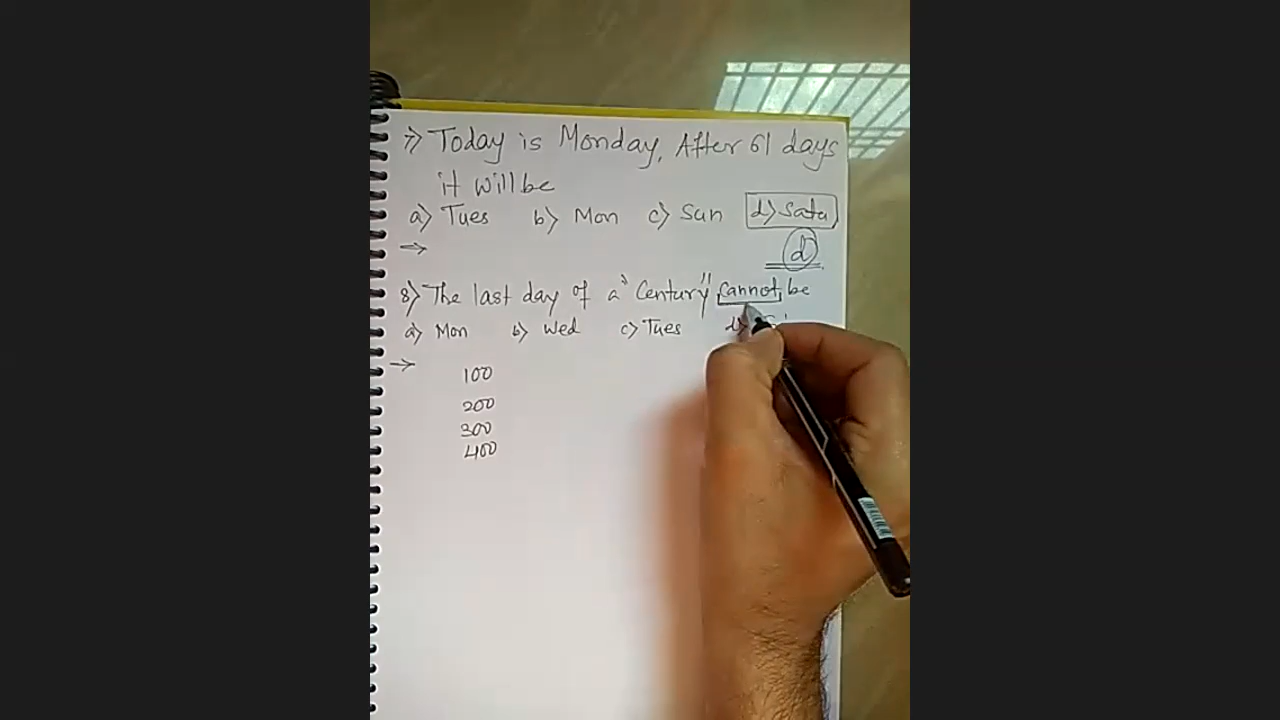 7) Today is Monday, After 61 days
it will be
a) Tues b) Mon c) Sun d) Satu
→ d
8) The last day of a "Century" cannot be
a) Mon b) Wed c) Tues d)
→ 100
200
300
400